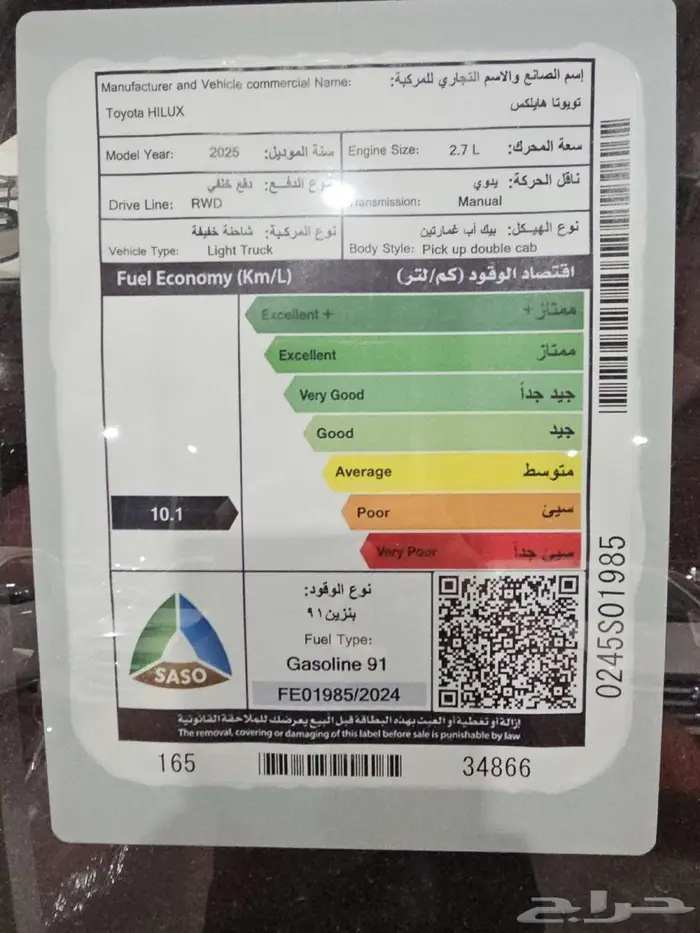 Manufacturer and Vehicle commercial Name: إسم الصانع والاسم التجاري للمركبة:
Toyota HILUX تويوتا هايلكس
Model Year: 2025 سنة الموديل: Engine Size: 2.7 L سعة المحرك:
نوع الدفع: دفع خلفي ناقل الحركة: يدوي
Drive Line: RWD Transmission: Manual
نوع المركبة: شاحنة خفيفة نوع الهيكل: بيك أب غمارتين
Vehicle Type: Light Truck Body Style: Pick up double cab
Fuel Economy (Km/L) اقتصاد الوقود (كم/لتر)
Excellent + ممتاز +
Excellent ممتاز
Very Good جيد جداً
Good جيد
Average متوسط
10.1 Poor سيئ
Very Poor سيئ جداً
نوع الوقود:
بنزين ٩١
Fuel Type:
Gasoline 91
SASO
FE01985/2024
إزالة أو تغطية أو العبث بهذه البطاقة قبل البيع يعرضك للملاحقة القانونية
The removal, covering or damaging of this label before sale is punishable by law
165 34866
0245S01985
حراج